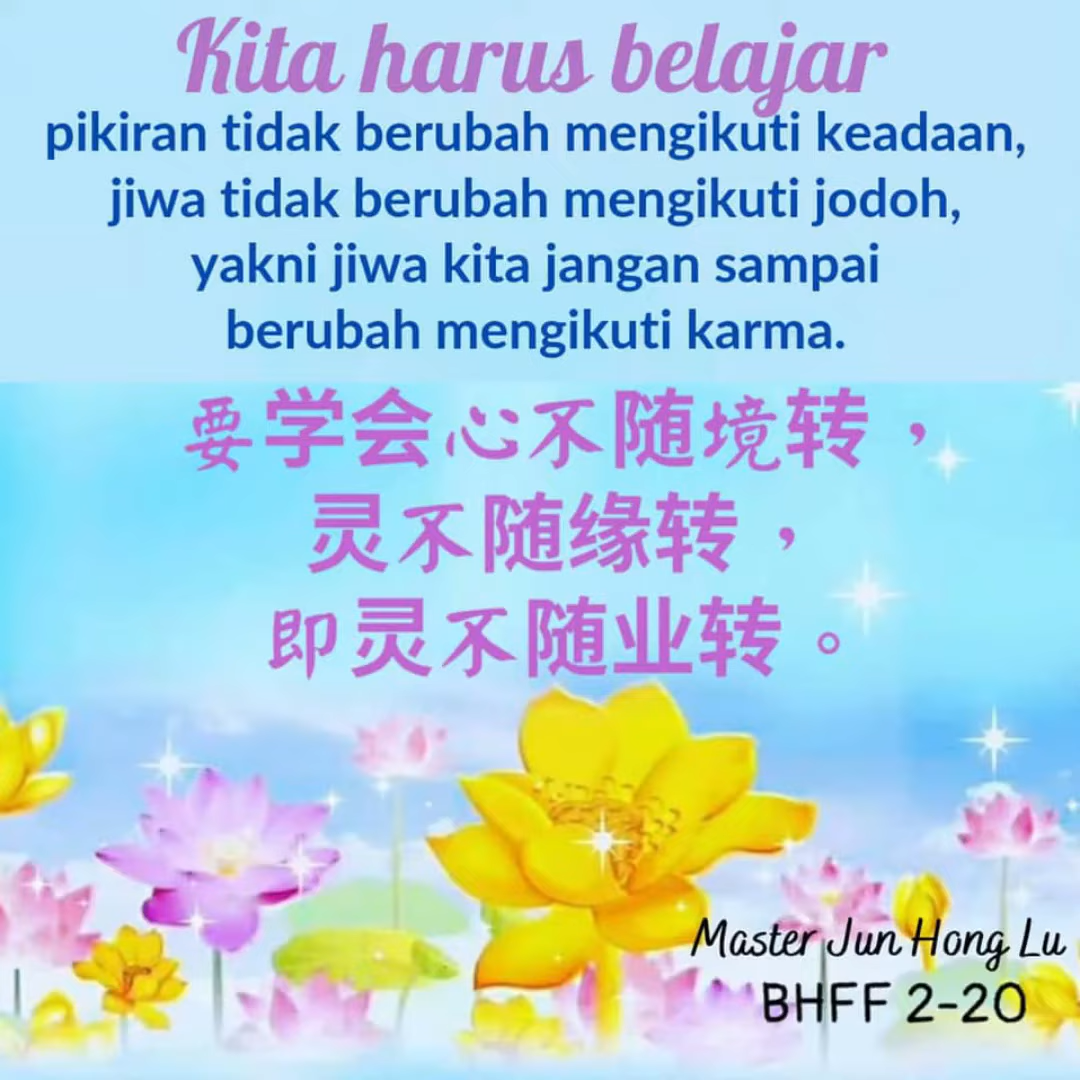 Kita harus belajar
pikiran tidak berubah mengikuti keadaan,
jiwa tidak berubah mengikuti jodoh,
yakni jiwa kita jangan sampai
berubah mengikuti karma.
要学会心不随境转，
灵不随缘转，
即灵不随业转。
Master Jun Hong Lu
BHFF 2-20